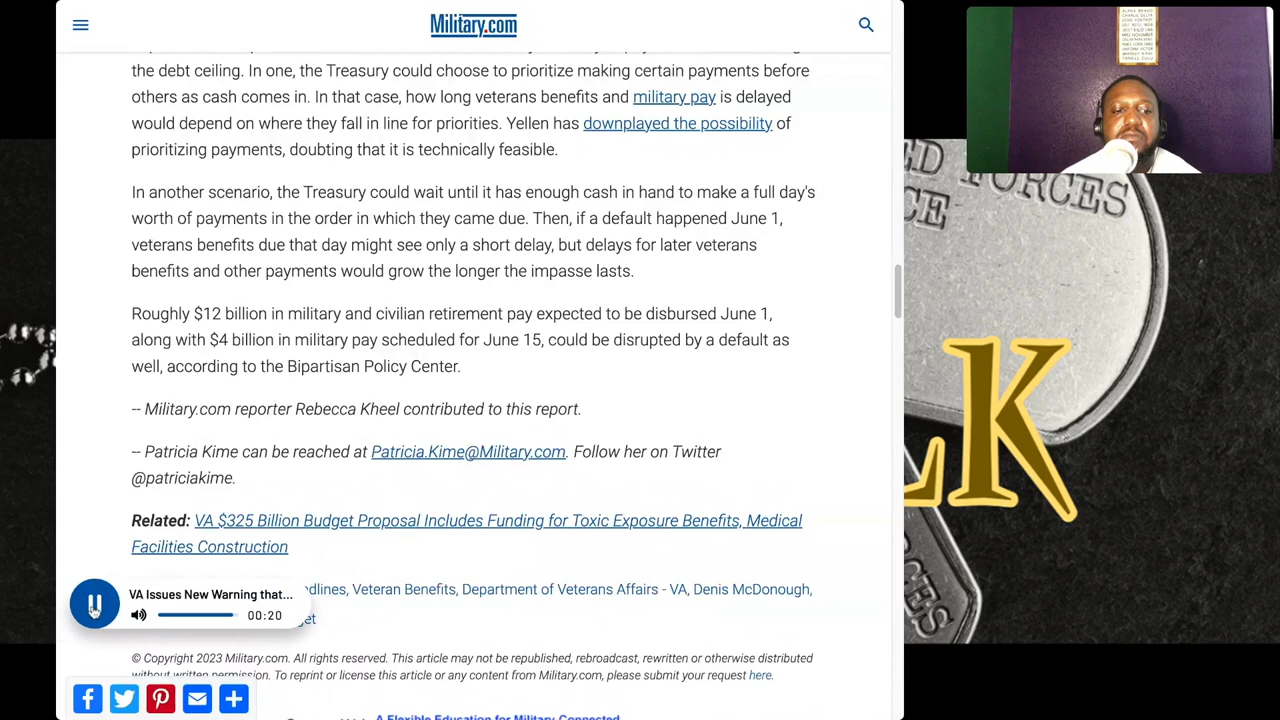 Military.com
the debt ceiling. In one, the Treasury could choose to prioritize making certain payments before
others as cash comes in. In that case, how long veterans benefits and military pay is delayed
would depend on where they fall in line for priorities. Yellen has downplayed the possibility of
prioritizing payments, doubting that it is technically feasible.
In another scenario, the Treasury could wait until it has enough cash in hand to make a full day's
worth of payments in the order in which they came due. Then, if a default happened June 1,
veterans benefits due that day might see only a short delay, but delays for later veterans
benefits and other payments would grow the longer the impasse lasts.
Roughly $12 billion in military and civilian retirement pay expected to be disbursed June 1,
along with $4 billion in military pay scheduled for June 15, could be disrupted by a default as
well, according to the Bipartisan Policy Center.
-- Military.com reporter Rebecca Kheel contributed to this report.
-- Patricia Kime can be reached at Patricia.Kime@Military.com. Follow her on Twitter
@patriciakime.
Related: VA $325 Billion Budget Proposal Includes Funding for Toxic Exposure Benefits, Medical
Facilities Construction
dlines, Veteran Benefits, Department of Veterans Affairs - VA, Denis McDonough,
get
VA Issues New Warning that...
00:20
© Copyright 2023 Military.com. All rights reserved. This article may not be republished, rebroadcast, rewritten or otherwise distributed
without written permission. To reprint or license this article or any content from Military.com, please submit your request here.
A Flexible Education for Military-Connected
ED FORCES
CE
LK